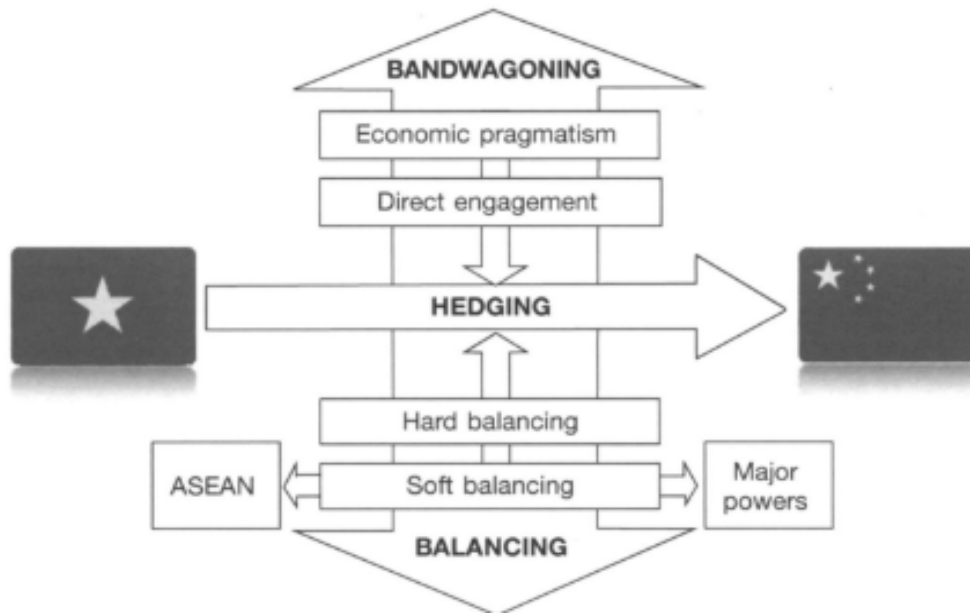 BANDWAGONING
Economic pragmatism
Direct engagement
HEDGING
Hard balancing
ASEAN
Soft balancing
Major
powers
BALANCING